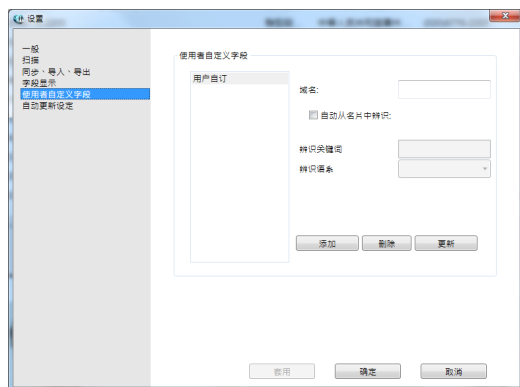 设置
一般
扫描
同步、导入、导出
字段显示
使用者自定义字段
自动更新设定
使用者自定义字段
用户自订
域名:
自动从名片中辨识:
辨识关键词
辨识语系
添加
删除
更新
套用
确定
取消